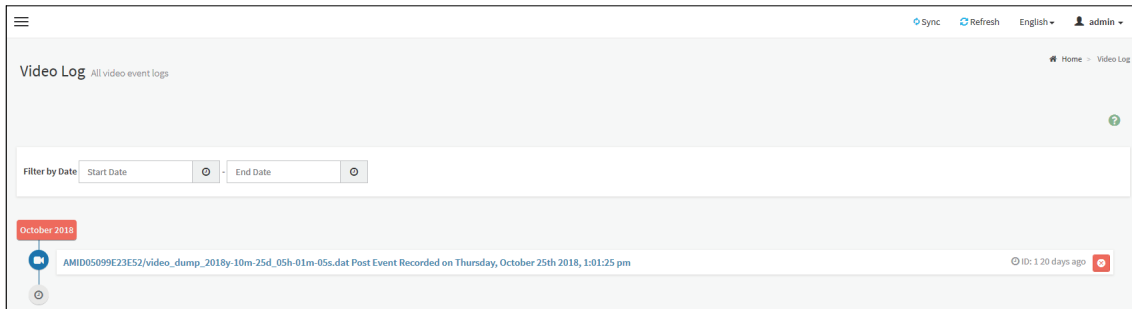 Sync Refresh English admin
Home > Video Log
Video Log All video event logs
Filter by Date Start Date - End Date
October 2018
AMID05099E23E52/video_dump_2018y-10m-25d_05h-01m-05s.dat Post Event Recorded on Thursday, October 25th 2018, 1:01:25 pm ID: 1 20 days ago